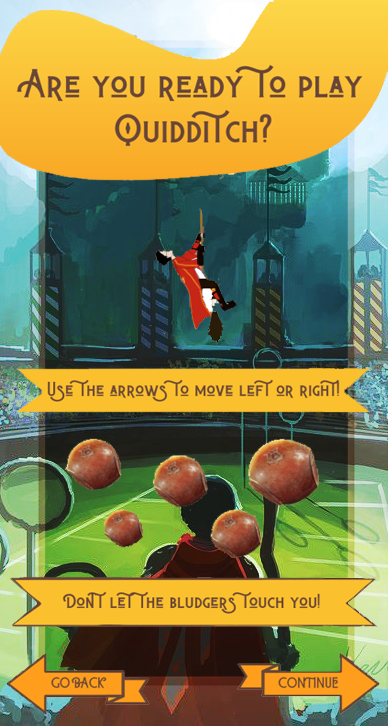 Are you ready to play
Quidditch?
Use the arrows to move left or right!
Don't let the bludgers touch you!
Go back
Continue